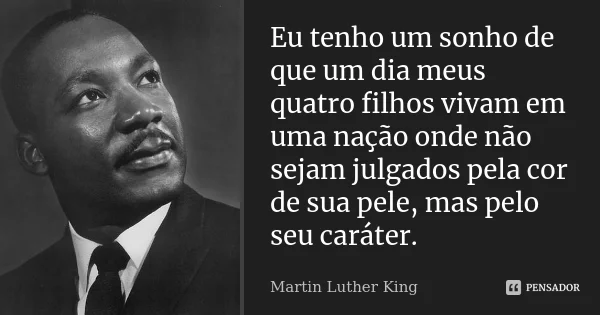 Eu tenho um sonho de
que um dia meus
quatro filhos vivam em
uma nação onde não
sejam julgados pela cor
de sua pele, mas pelo
seu caráter.
Martin Luther King
PENSADOR